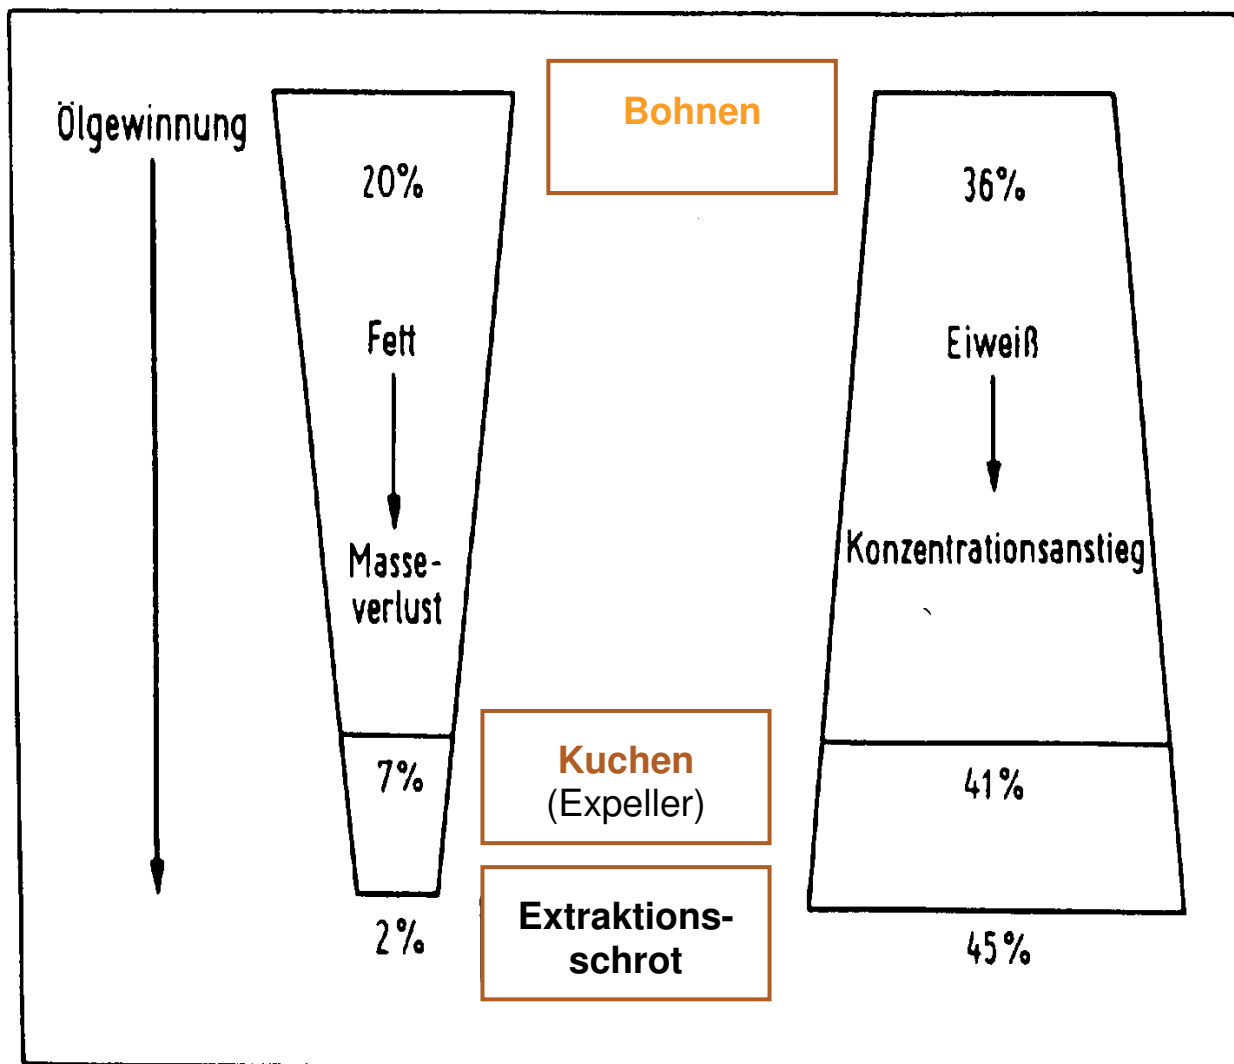 Ölgewinnung
Bohnen
20%
36%
Fett
Eiweiß
Masse-
verlust
Konzentrationsanstieg
7%
Kuchen
(Expeller)
41%
2%
Extraktions-
schrot
45%